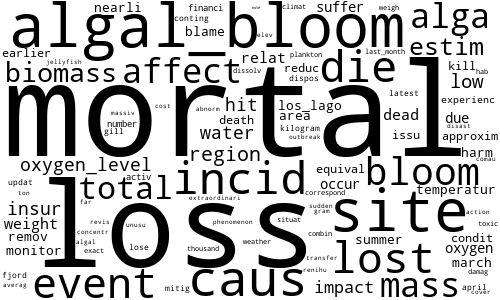 nearli financi climat weigh
algal_bloom
conting ww suffer alga
blame elev
earlier jellyfish relat plankton last_month kill hab estim
biomass affect dissolv reduc die low
dispos
massiv cost abnorm hit los_lago latest experienc
mortal
number death area dead due disast
gill water kilogram issu approxim
outbreak
oxygen_level region incid equival bloom harm comau
updat total activ occur temperatur
ton extraordinari correspond
insur far loss sudden site action
weight revis gram toxic
remov concentr unusu phenomenon situat lost condit
monitor algal lose combin summer oxygen
exact thousand weather transfer march
fjord event mitig caus renihu impact mass april damag
averag cover